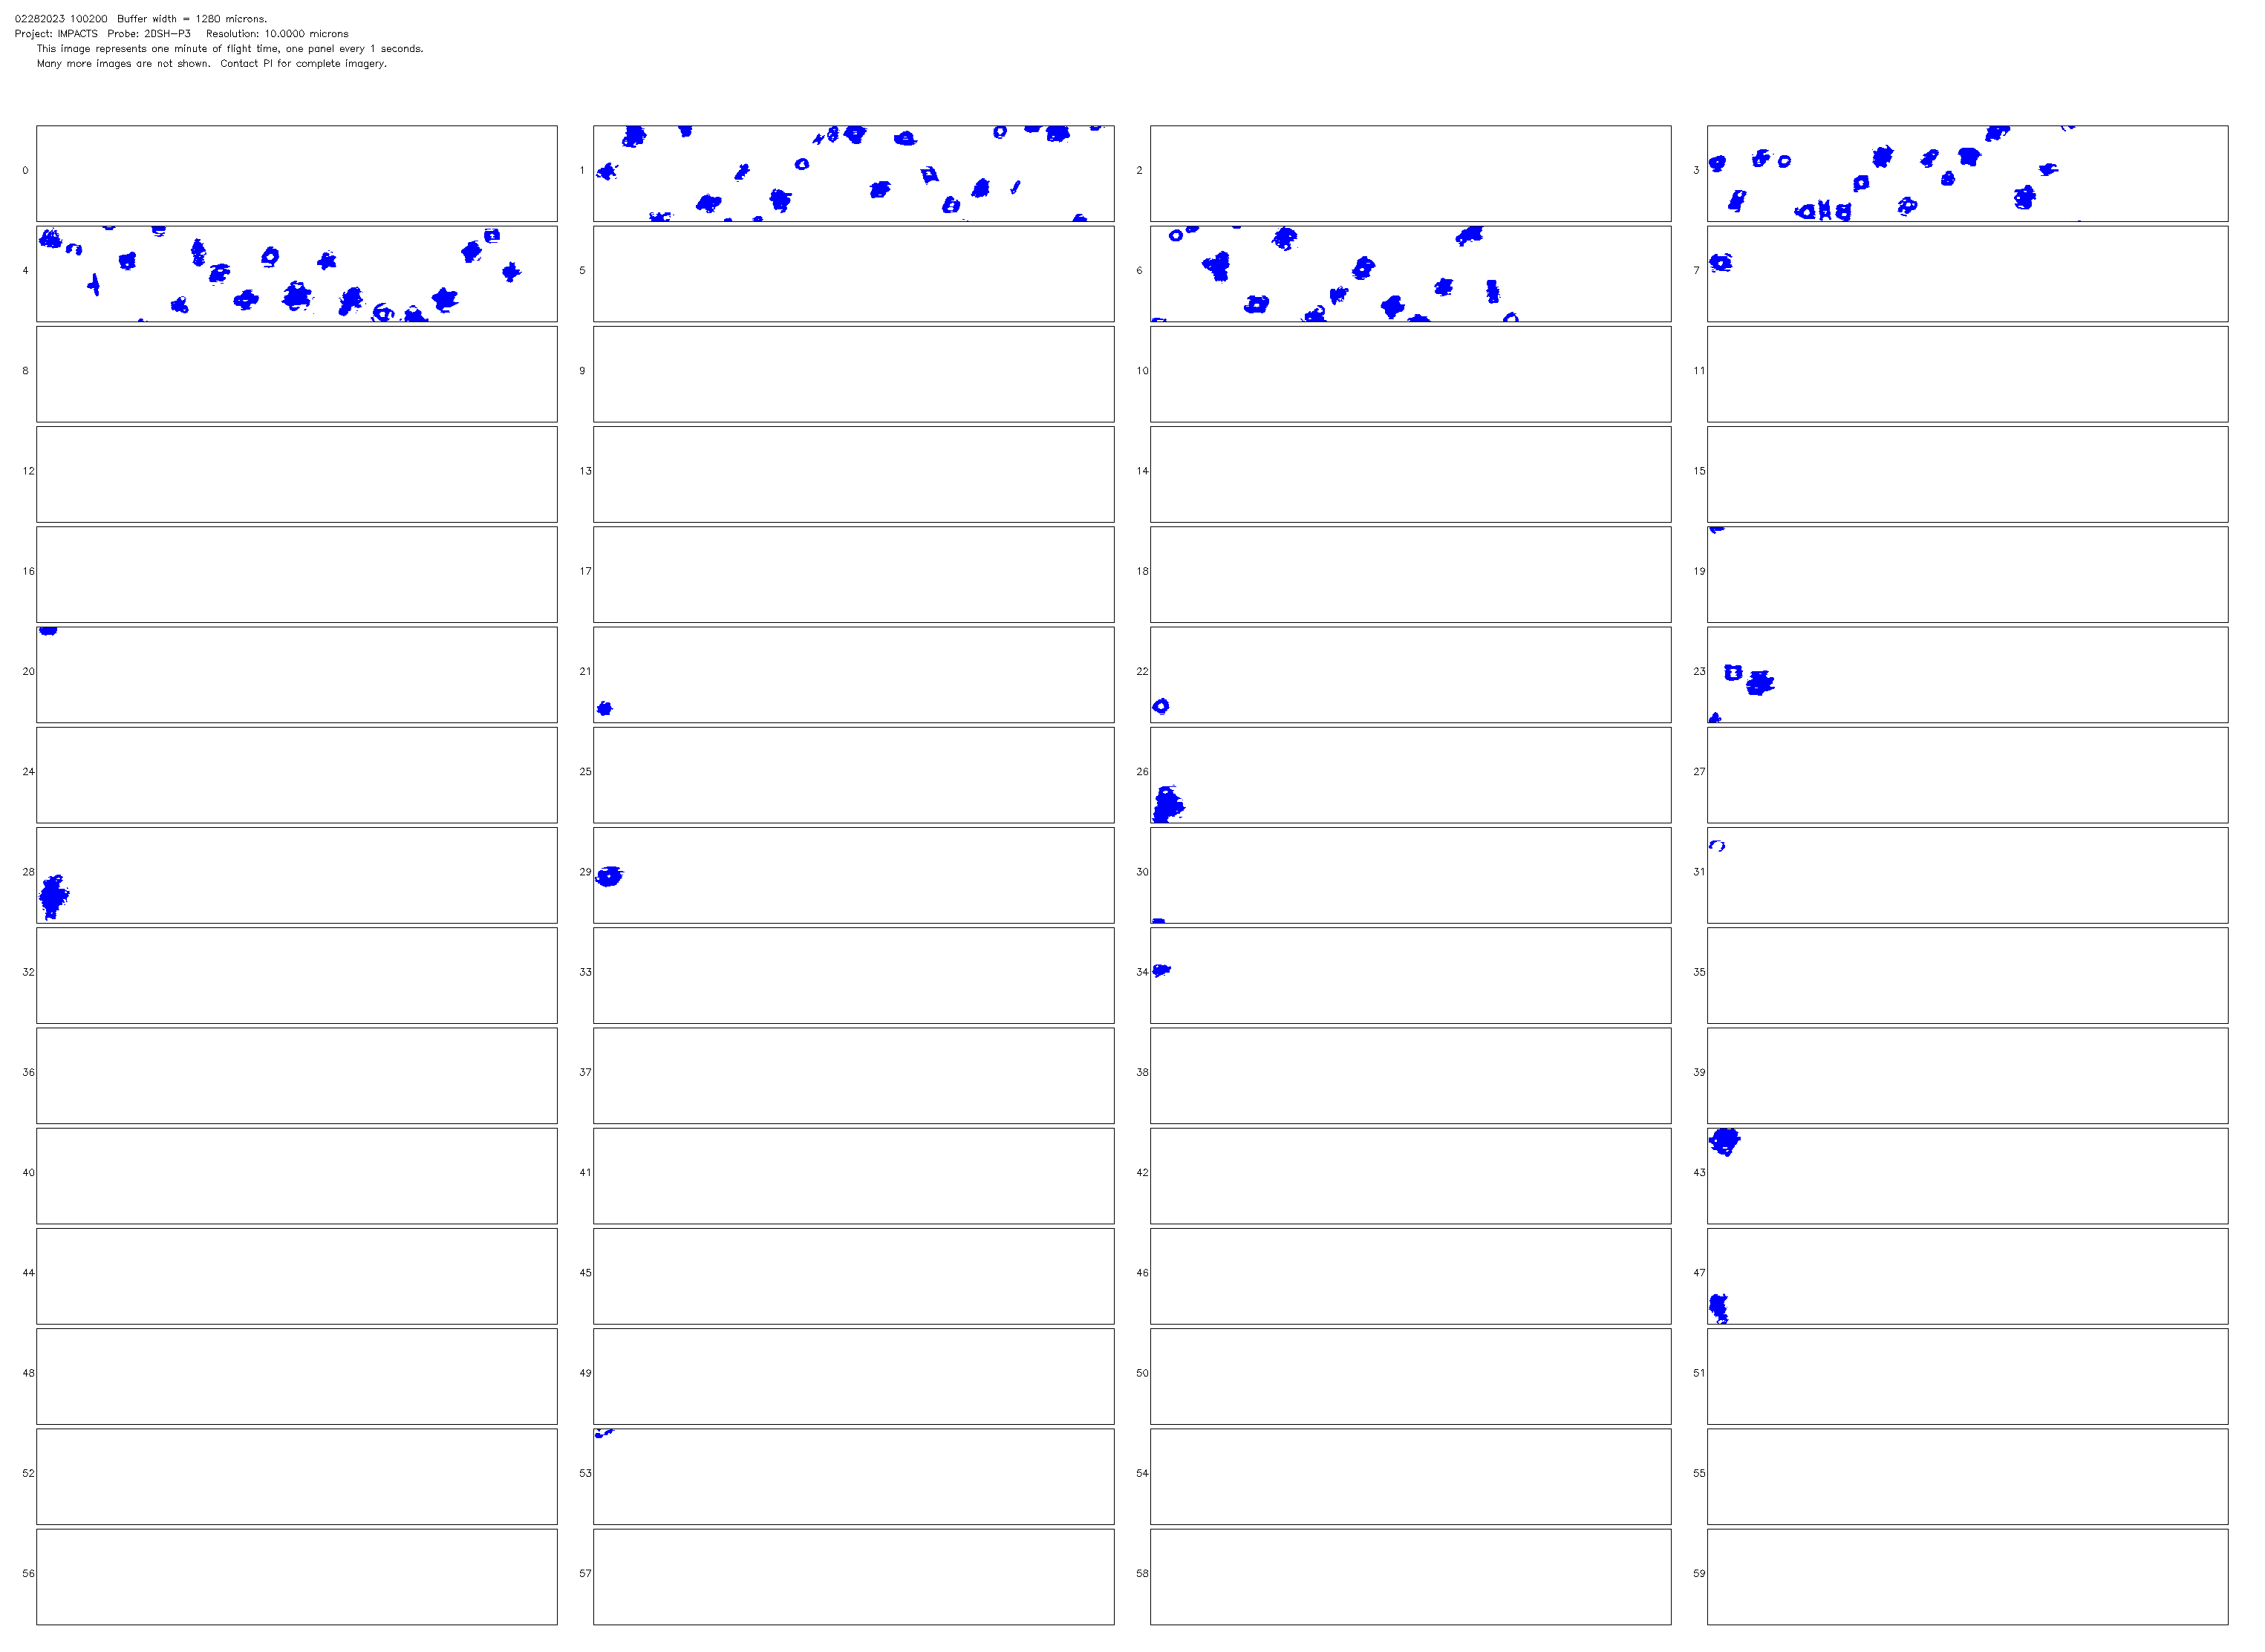 02282023 100200  Buffer width = 1280 microns.
Project: IMPACTS  Probe: 2DSH-P3    Resolution: 10.0000 microns
This image represents one minute of flight time, one panel every 1 seconds.
Many more images are not shown.  Contact PI for complete imagery.
0 1 2 3
4 5 6 7
8 9 10 11
12 13 14 15
16 17 18 19
20 21 22 23
24 25 26 27
28 29 30 31
32 33 34 35
36 37 38 39
40 41 42 43
44 45 46 47
48 49 50 51
52 53 54 55
56 57 58 59